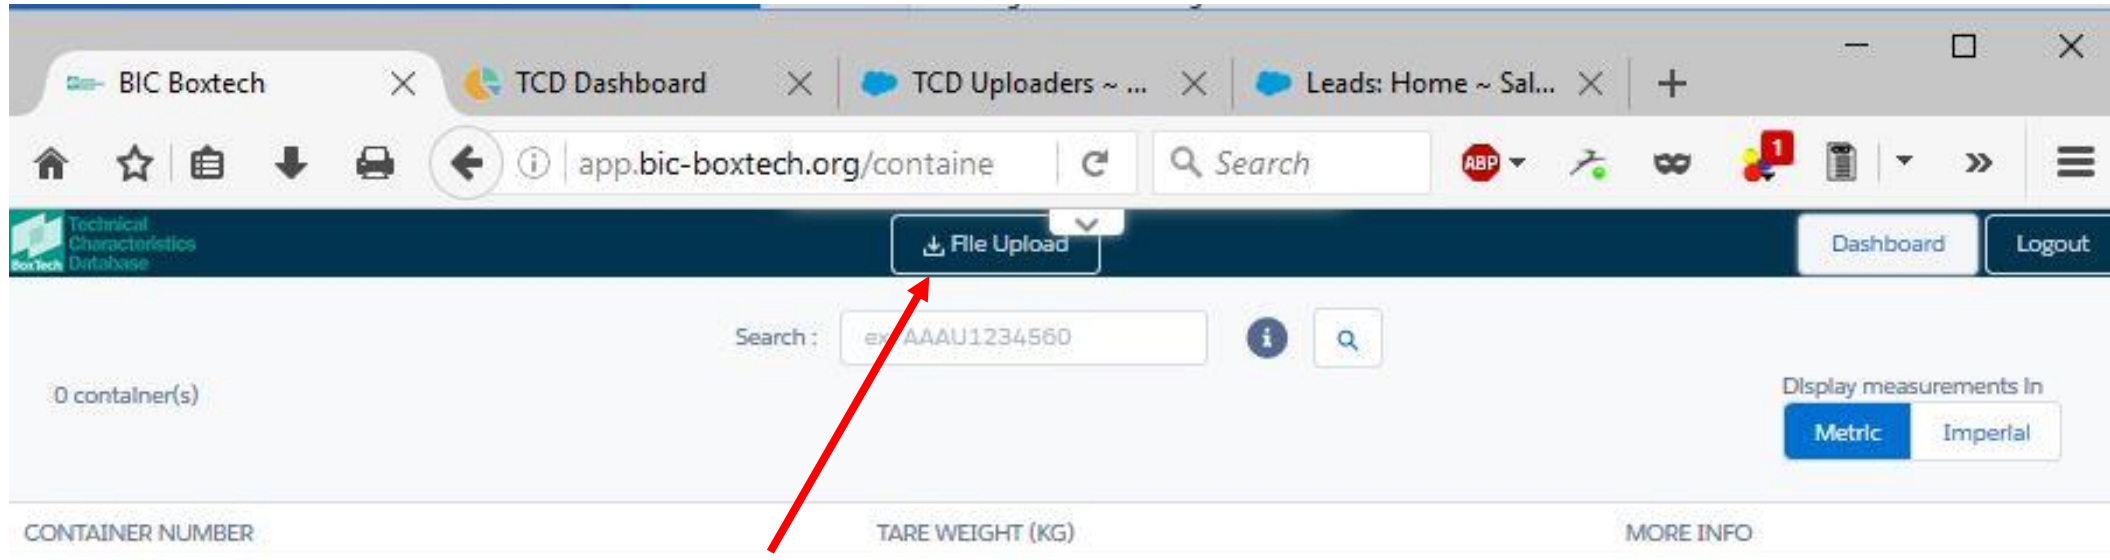 BIC Boxtech
TCD Dashboard
TCD Uploaders ~ ...
Leads: Home ~ Sal...
app.bic-boxtech.org/containe
Search
ABP
1
BoxTech
Technical
Characteristics
Database
File Upload
Dashboard
Logout
Search :
ex AAAU1234560
0 container(s)
Display measurements in
Metric
Imperial
CONTAINER NUMBER
TARE WEIGHT (KG)
MORE INFO